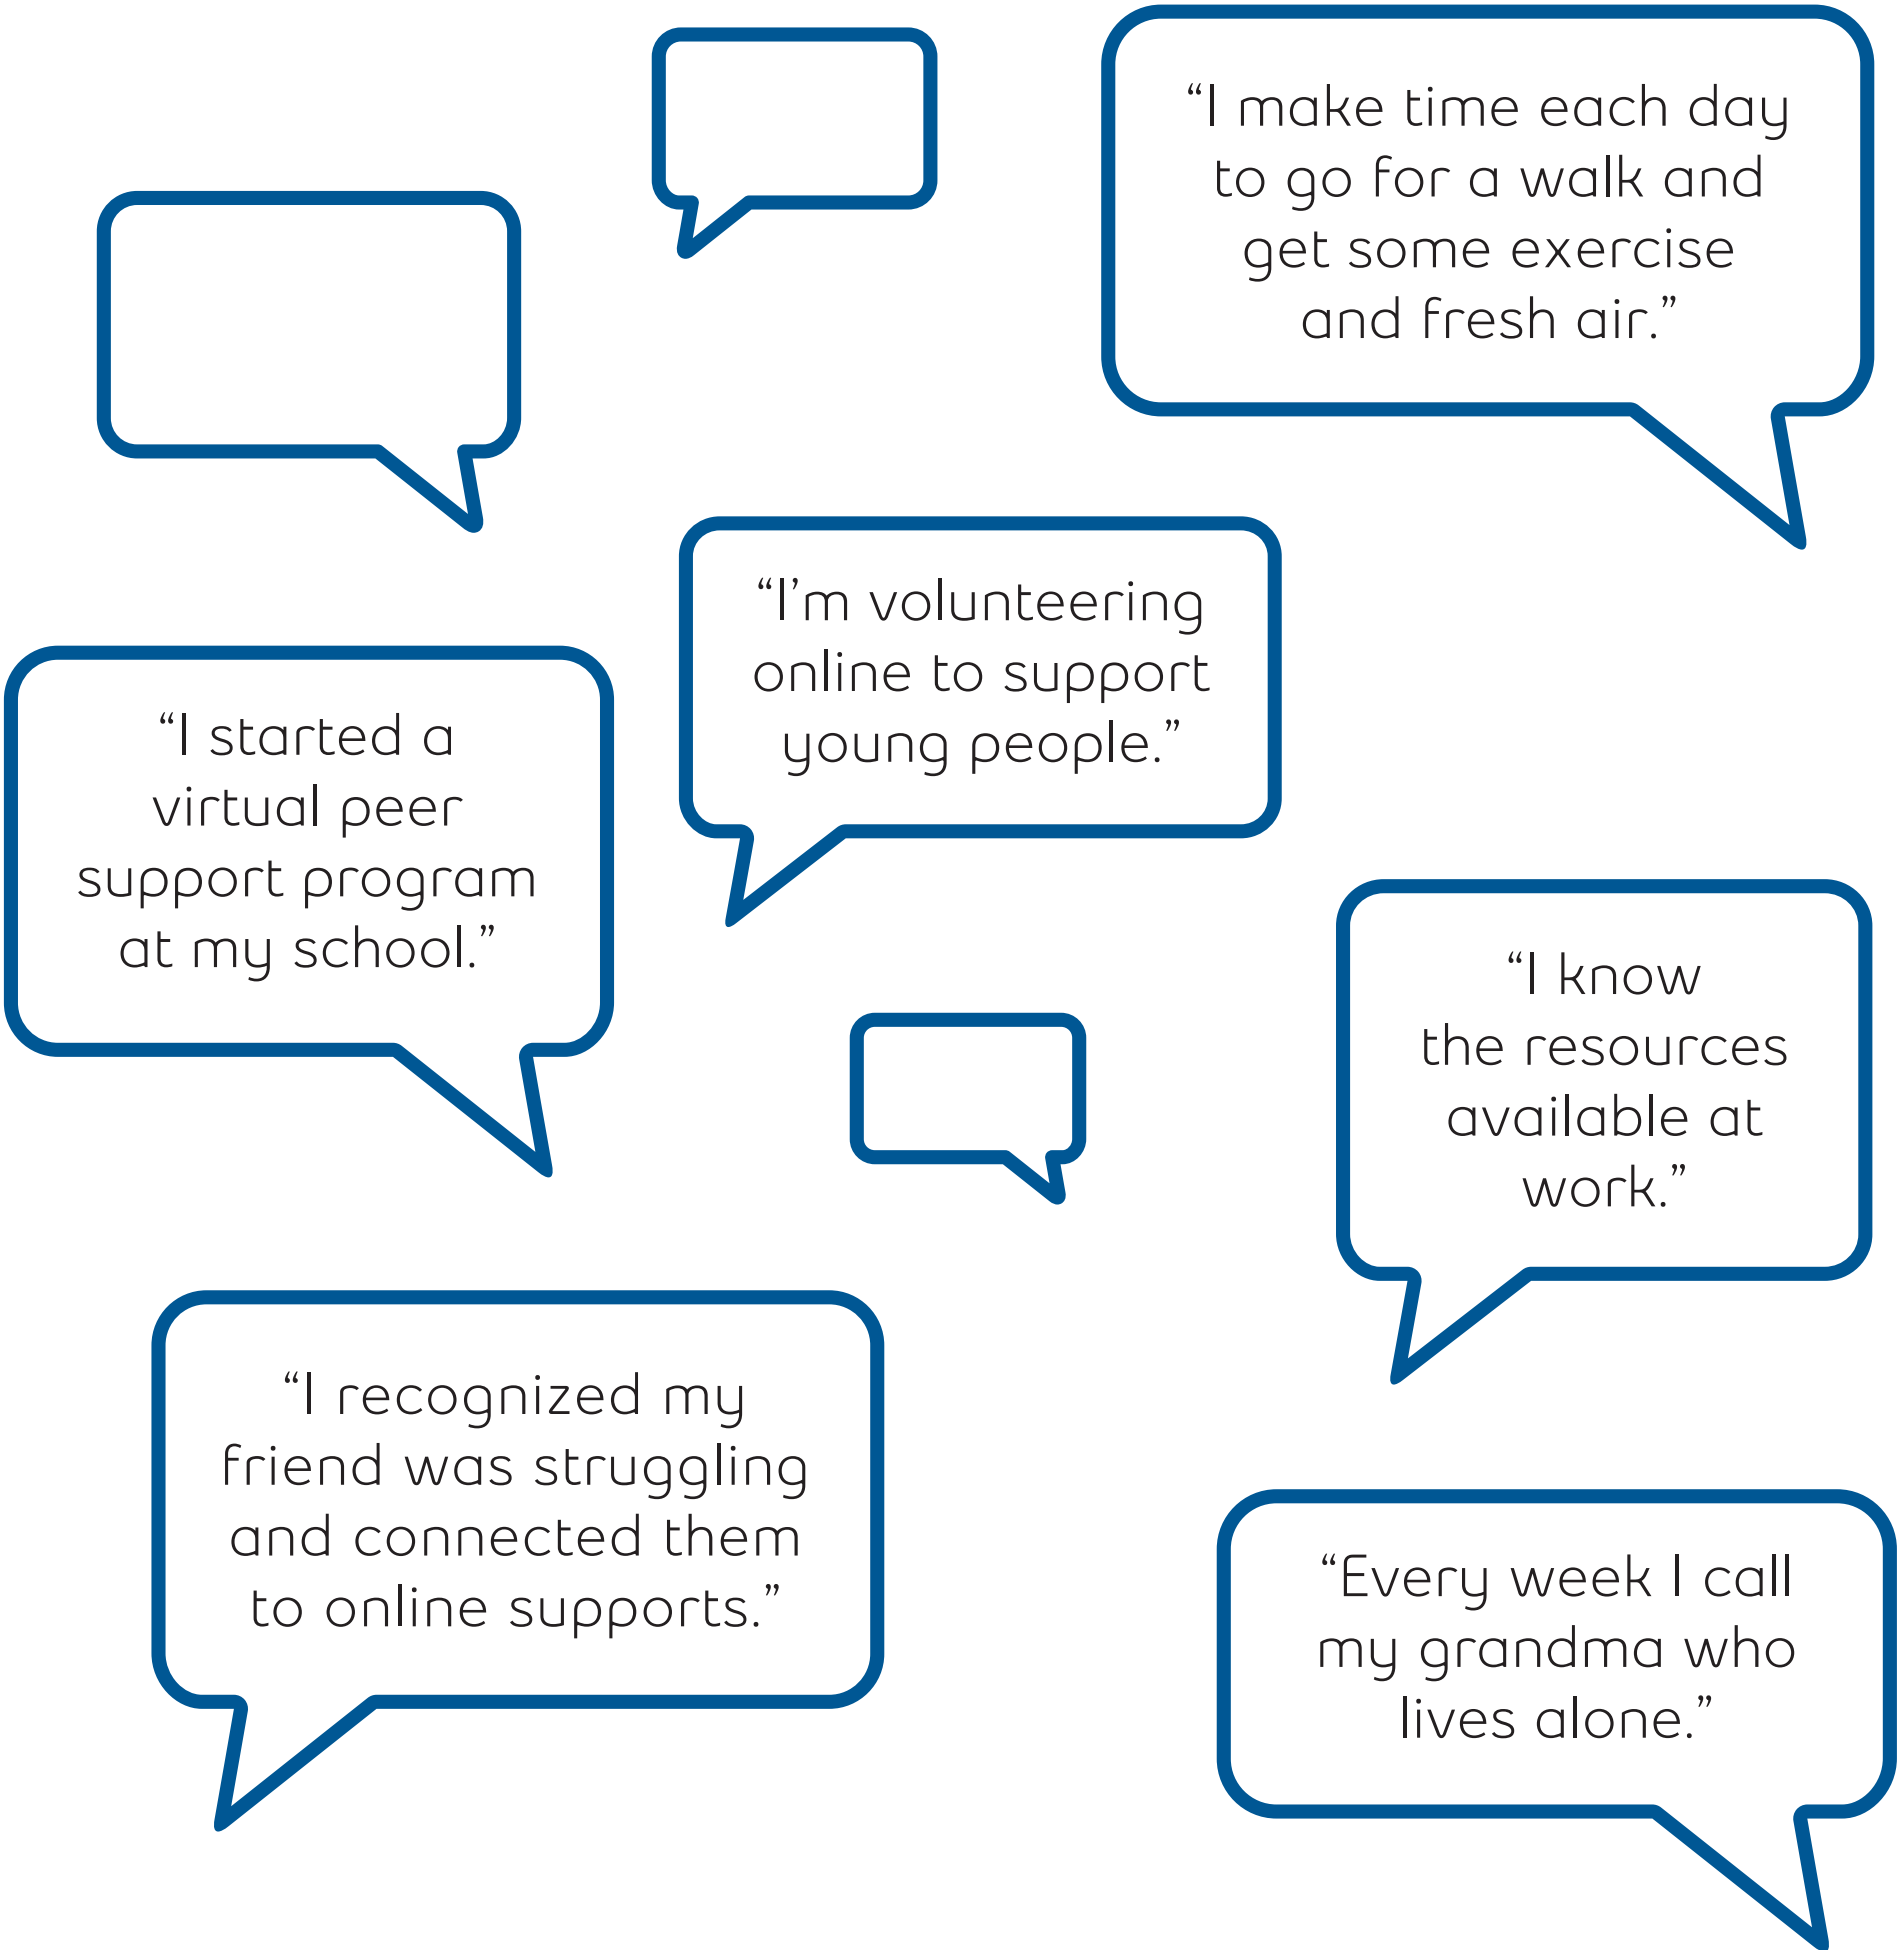 “I make time each day
to go for a walk and
get some exercise
and fresh air.”
“I’m volunteering
online to support
young people.”
“I started a
virtual peer
support program
at my school.”
“I know
the resources
available at
work.”
“I recognized my
friend was struggling
and connected them
to online supports.”
“Every week I call
my grandma who
lives alone.”